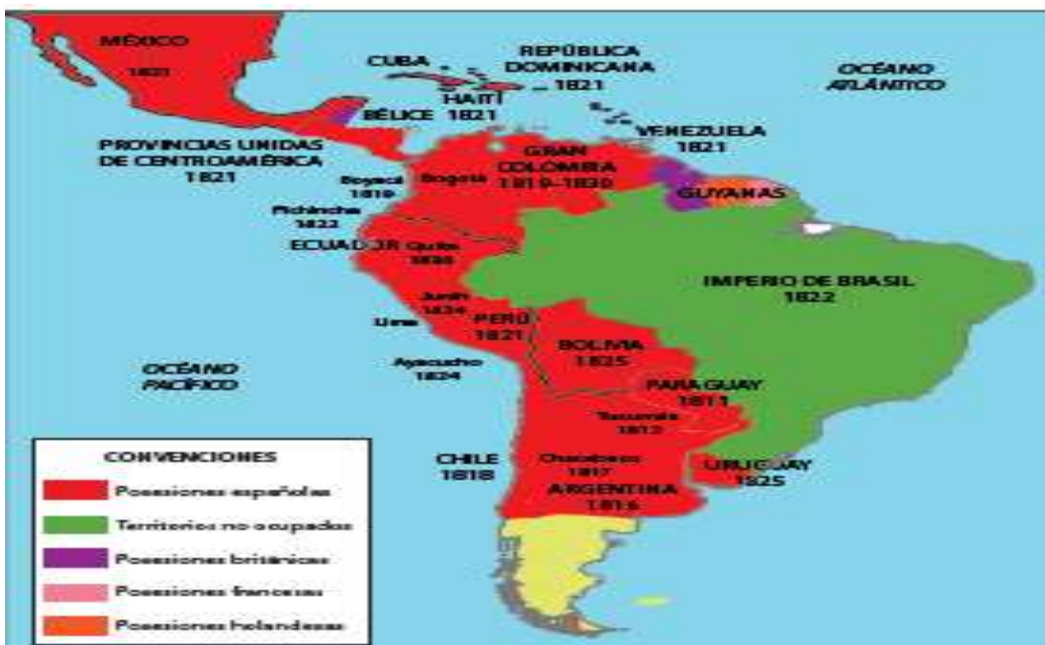 MÉXICO
1821
CUBA
REPÚBLICA
DOMINICANA
1821
OCÉANO
ATLÁNTICO
HAITÍ
1821
BÉLICE
VENEZUELA
1821
PROVINCIAS UNIDAS
DE CENTROAMÉRICA
1821
GRAN
COLOMBIA
1819-1830
Boyacá
1819
Bogotá
GUYANAS
Pichincha
1822
ECUADOR
Quito
IMPERIO DE BRASIL
1822
Junín
1824
Lima
PERÚ
1821
BOLIVIA
1825
Ayacucho
1824
OCÉANO
PACÍFICO
PARAGUAY
1811
Tucumán
1812
CHILE
1818
Chacabuco
1817
URUGUAY
1825
ARGENTINA
1816
CONVENCIONES
Posesiones españolas
Territorios no ocupados
Posesiones británicas
Posesiones francesas
Posesiones holandesas